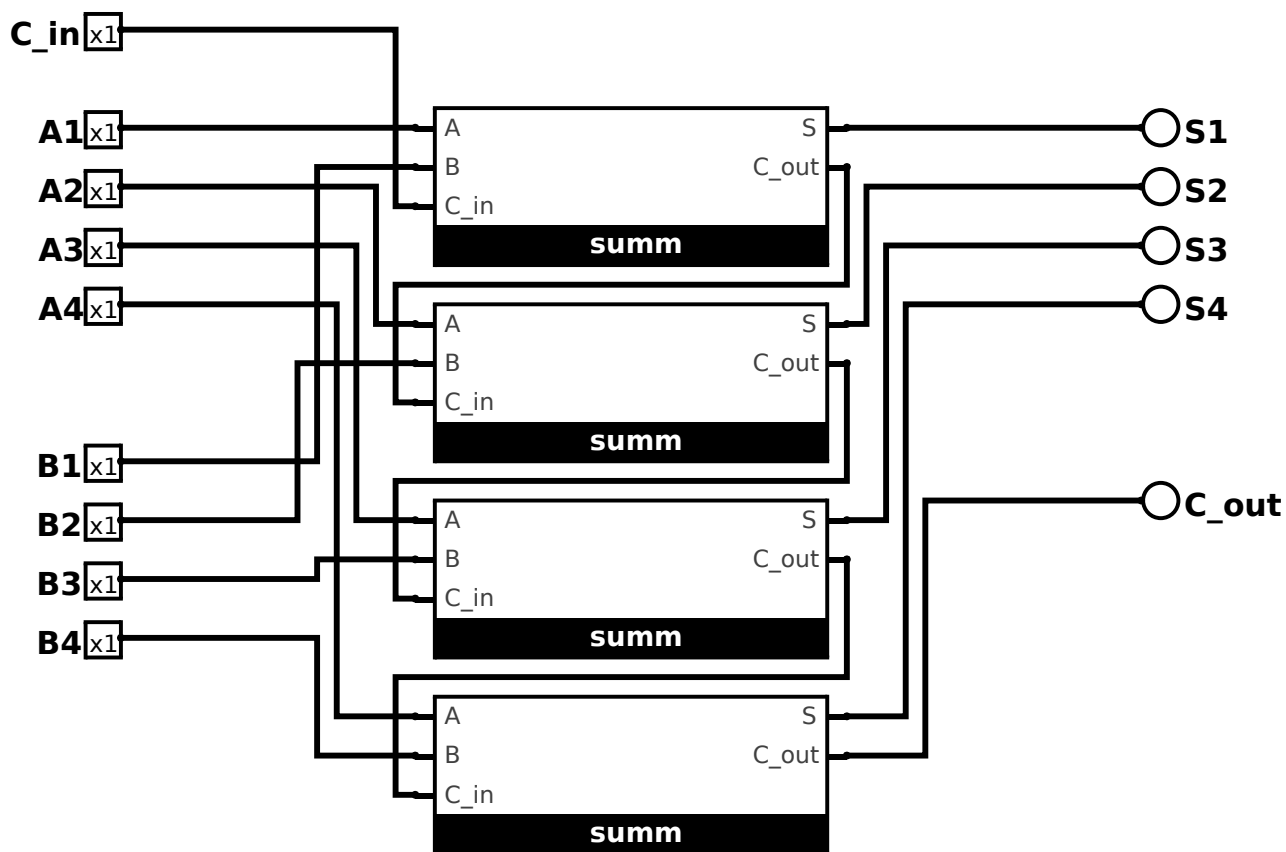 C_in x1
A1 x1
A2 x1
A3 x1
A4 x1
B1 x1
B2 x1
B3 x1
B4 x1
A S
B C_out
C_in
summ
A S
B C_out
C_in
summ
A S
B C_out
C_in
summ
A S
B C_out
C_in
summ
S1
S2
S3
S4
C_out